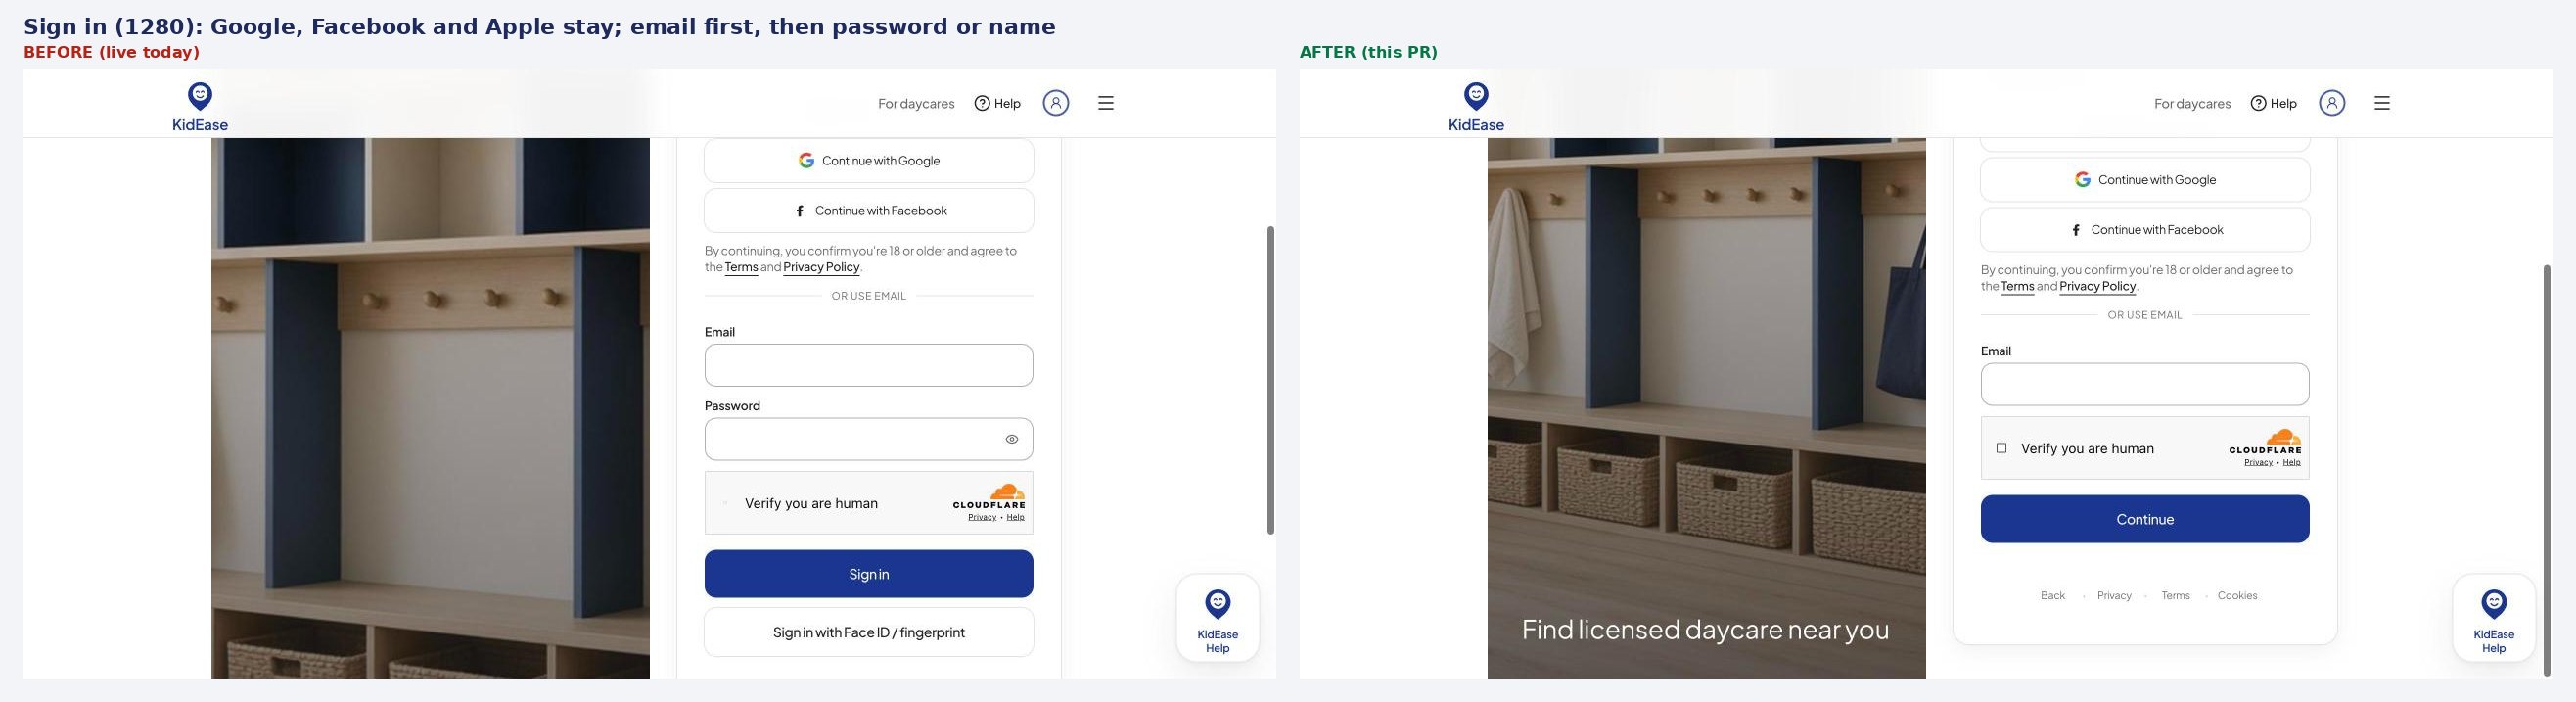 Sign in (1280): Google, Facebook and Apple stay; email first, then password or name
BEFORE (live today)
KidEase
For daycares
Help
Continue with Google
Continue with Facebook
By continuing, you confirm you're 18 or older and agree to
the Terms and Privacy Policy.
OR USE EMAIL
Email
Password
Verify you are human
CLOUDFLARE
Privacy • Help
Sign in
Sign in with Face ID / fingerprint
KidEase
Help
AFTER (this PR)
KidEase
For daycares
Help
Continue with Google
Continue with Facebook
By continuing, you confirm you're 18 or older and agree to
the Terms and Privacy Policy.
OR USE EMAIL
Email
Verify you are human
CLOUDFLARE
Privacy • Help
Continue
Back · Privacy · Terms · Cookies
Find licensed daycare near you
KidEase
Help